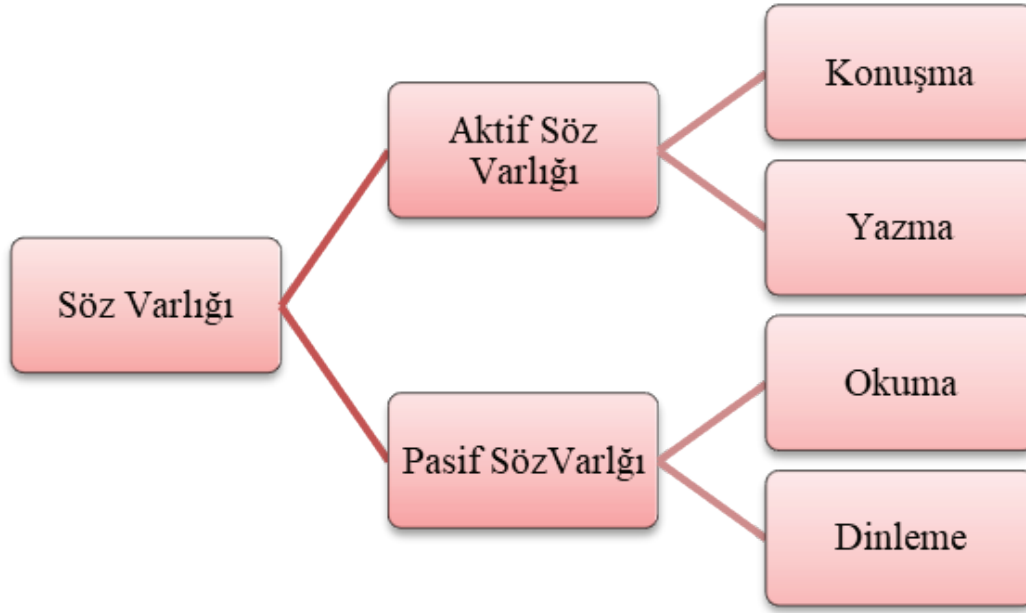 Söz Varlığı
Aktif Söz
Varlığı
Konuşma
Yazma
Pasif SözVarlğı
Okuma
Dinleme